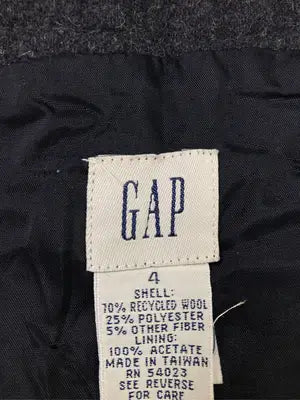 GAP
4
SHELL:
70% RECYCLED WOOL
25% POLYESTER
5% OTHER FIBER
LINING:
100% ACETATE
MADE IN TAIWAN
RN 54023
SEE REVERSE
FOR CARE